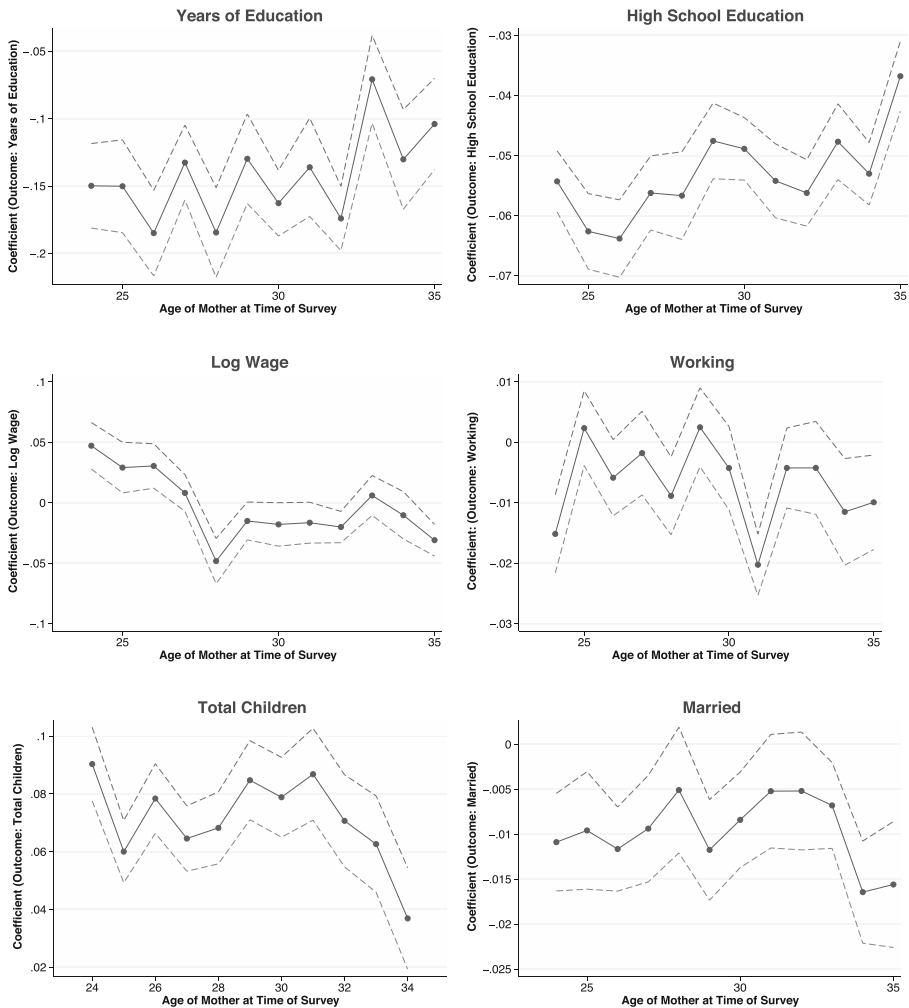 Years of Education
Coefficient (Outcome: Years of Education)
−.05
−.1
−.15
−.2
25
30
35
Age of Mother at Time of Survey
High School Education
Coefficient (Outcome: High School Education)
−.03
−.04
−.05
−.06
−.07
25
30
35
Age of Mother at Time of Survey
Log Wage
Coefficient (Outcome: Log Wage)
.1
.05
0
−.05
−.1
25
30
35
Age of Mother at Time of Survey
Working
Coefficient: (Outcome: Working)
.01
0
−.01
−.02
−.03
25
30
35
Age of Mother at Time of Survey
Total Children
Coefficient (Outcome: Total Children)
.1
.08
.06
.04
.02
24
26
28
30
32
34
Age of Mother at Time of Survey
Married
Coefficient (Outcome: Married)
0
−.005
−.01
−.015
−.02
−.025
25
30
35
Age of Mother at Time of Survey